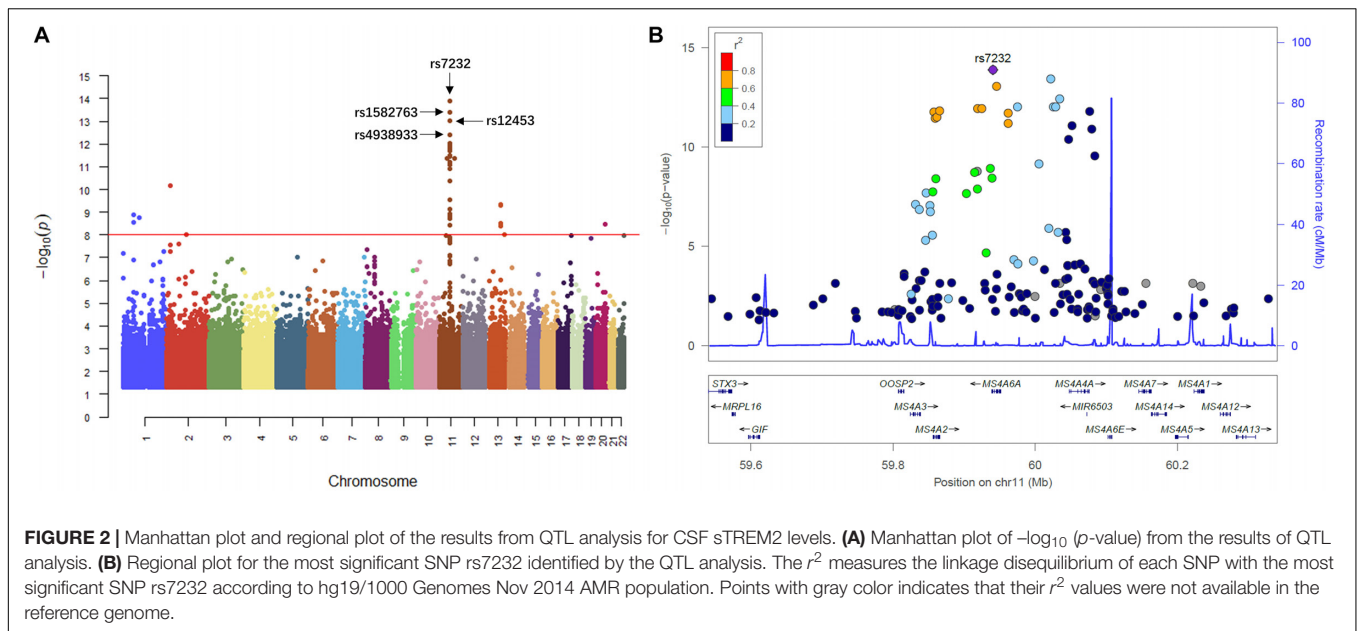 A
rs7232
rs1582763
rs12453
rs4938933
15
14
13
12
11
10
9
8
7
6
5
4
3
2
1
0
−log10(p)
1
2
3
4
5
6
7
8
9
10
11
12
13
14
15
16
17
18
19
20
21
22
Chromosome
B
r2
0.8
0.6
0.4
0.2
rs7232
15
10
5
0
−log10(p−value)
100
80
60
40
20
0
Recombination rate (cM/Mb)
STX3→
OOSP2→
←MS4A6A
MS4A4A→
MS4A7→
MS4A1→
←MRPL16
MS4A3→
←MIR6503
MS4A14→
MS4A12→
←GIF
MS4A2→
MS4A6E→
MS4A5→
MS4A13→
59.6
59.8
60
60.2
Position on chr11 (Mb)
FIGURE 2 | Manhattan plot and regional plot of the results from QTL analysis for CSF sTREM2 levels. (A) Manhattan plot of –log10 (p-value) from the results of QTL
analysis. (B) Regional plot for the most significant SNP rs7232 identified by the QTL analysis. The r2 measures the linkage disequilibrium of each SNP with the most
significant SNP rs7232 according to hg19/1000 Genomes Nov 2014 AMR population. Points with gray color indicates that their r2 values were not available in the
reference genome.